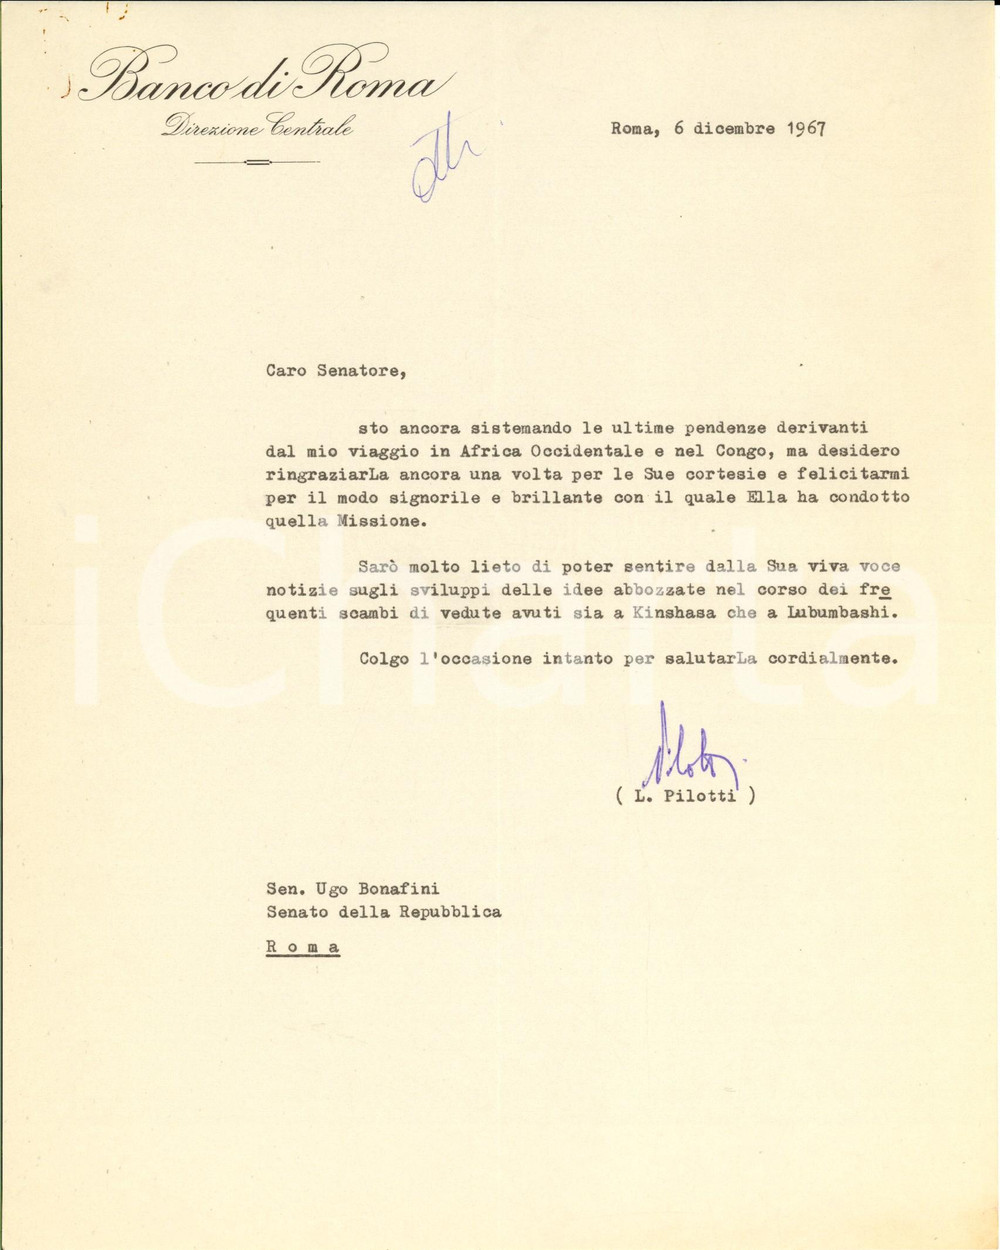 Banco di Roma
Direzione Centrale
Roma, 6 dicembre 1967
Caro Senatore,
sto ancora sistemando le ultime pendenze derivanti
dal mio viaggio in Africa Occidentale e nel Congo, ma desidero
ringraziarLa ancora una volta per le Sue cortesie e felicitarmi
per il modo signorile e brillante con il quale Ella ha condotto
quella Missione.
Sarò molto lieto di poter sentire dalla Sua viva voce
notizie sugli sviluppi delle idee abbozzate nel corso dei fre
quenti scambi di vedute avuti sia a Kinshasa che a Lubumbashi.
Colgo l'occasione intanto per salutarLa cordialmente.
iCharta
Pilotti
( L. Pilotti )
Sen. Ugo Bonafini
Senato della Repubblica
R o m a